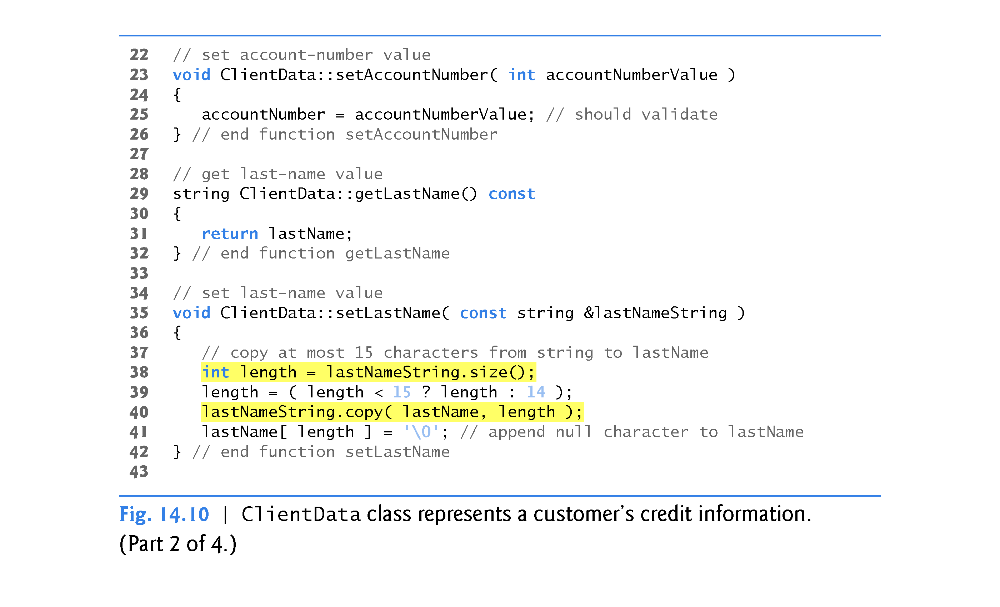 22 // set account-number value
23 void ClientData::setAccountNumber( int accountNumberValue )
24 {
25    accountNumber = accountNumberValue; // should validate
26 } // end function setAccountNumber
27
28 // get last-name value
29 string ClientData::getLastName() const
30 {
31    return lastName;
32 } // end function getLastName
33
34 // set last-name value
35 void ClientData::setLastName( const string &lastNameString )
36 {
37    // copy at most 15 characters from string to lastName
38    int length = lastNameString.size();
39    length = ( length < 15 ? length : 14 );
40    lastNameString.copy( lastName, length );
41    lastName[ length ] = '\0'; // append null character to lastName
42 } // end function setLastName
43
Fig. 14.10 | ClientData class represents a customer’s credit information.
(Part 2 of 4.)